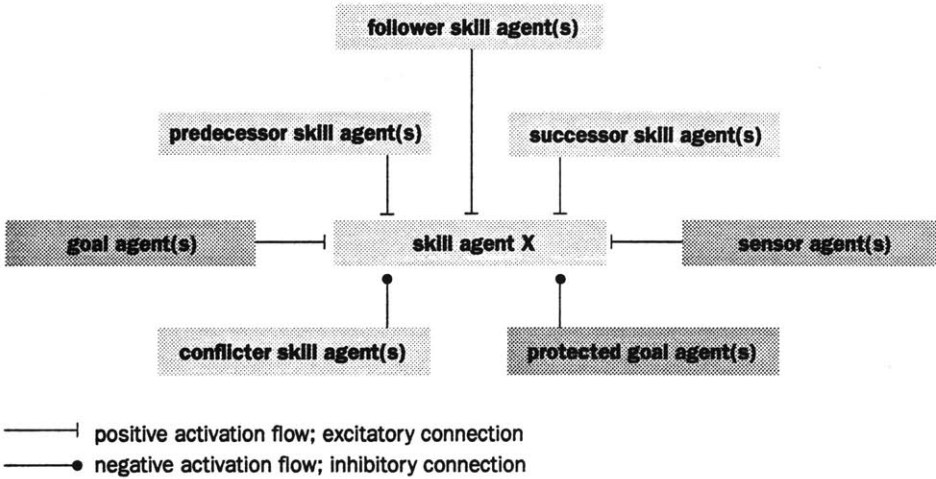 follower skill agent(s)
predecessor skill agent(s)
successor skill agent(s)
goal agent(s)
skill agent X
sensor agent(s)
conflicter skill agent(s)
protected goal agent(s)
positive activation flow; excitatory connection
negative activation flow; inhibitory connection